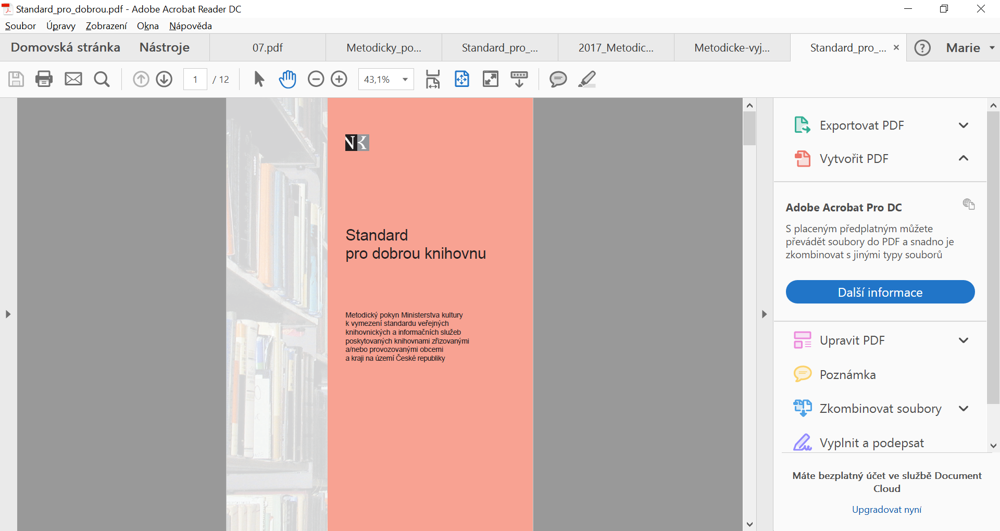 Standard_pro_dobrou.pdf - Adobe Acrobat Reader DC
Soubor Úpravy Zobrazení Okna Nápověda
Domovská stránka Nástroje 07.pdf Metodicky_po... Standard_pro_... 2017_Metodic... Metodicke-vyj... Standard_pro_... × ? Marie
1 / 12 43,1%
NK
Standard
pro dobrou knihovnu
Metodický pokyn Ministerstva kultury
k vymezení standardu veřejných
knihovnických a informačních služeb
poskytovaných knihovnami zřizovanými
a/nebo provozovanými obcemi
a kraji na území České republiky
Exportovat PDF
Vytvořit PDF
Adobe Acrobat Pro DC
S placeným předplatným můžete
převádět soubory do PDF a snadno je
zkombinovat s jinými typy souborů
Další informace
Upravit PDF
Poznámka
Zkombinovat soubory
Vyplnit a podepsat
Máte bezplatný účet ve službě Document
Cloud
Upgradovat nyní